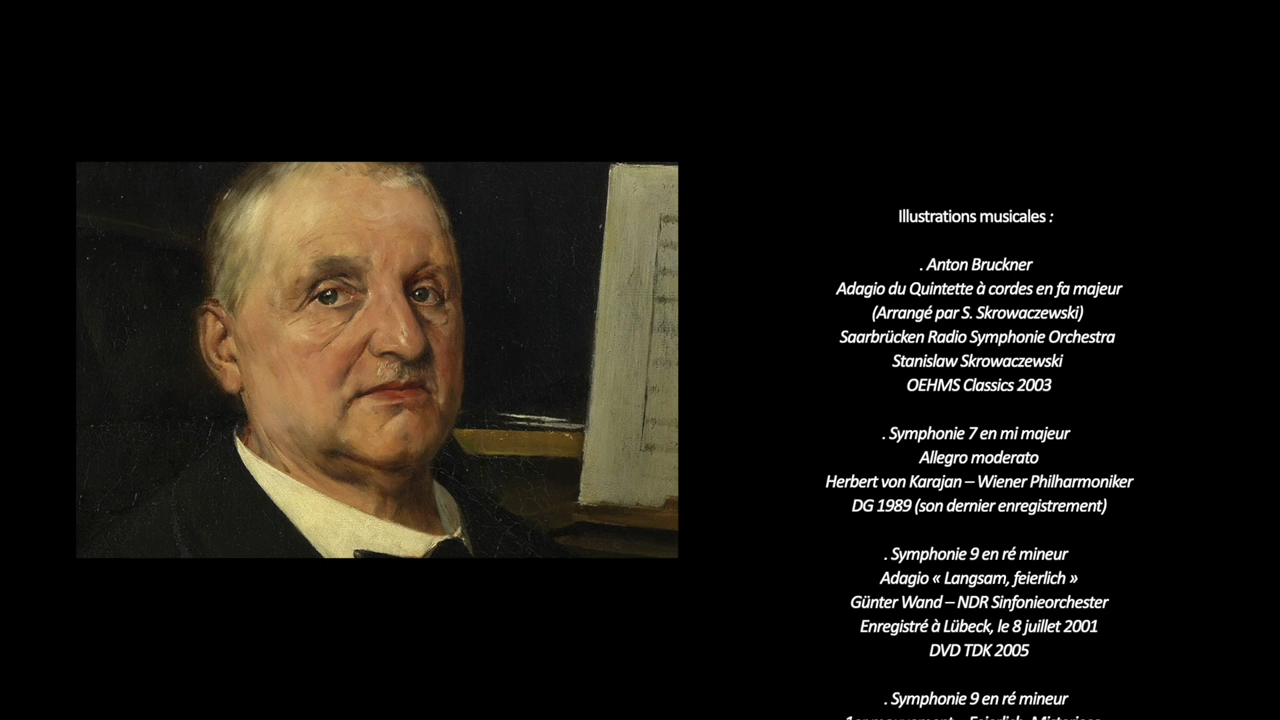 Illustrations musicales :
. Anton Bruckner
Adagio du Quintette à cordes en fa majeur
(Arrangé par S. Skrowaczewski)
Saarbrücken Radio Symphonie Orchestra
Stanislaw Skrowaczewski
OEHMS Classics 2003
. Symphonie 7 en mi majeur
Allegro moderato
Herbert von Karajan – Wiener Philharmoniker
DG 1989 (son dernier enregistrement)
. Symphonie 9 en ré mineur
Adagio « Langsam, feierlich »
Günter Wand – NDR Sinfonieorchester
Enregistré à Lübeck, le 8 juillet 2001
DVD TDK 2005
. Symphonie 9 en ré mineur